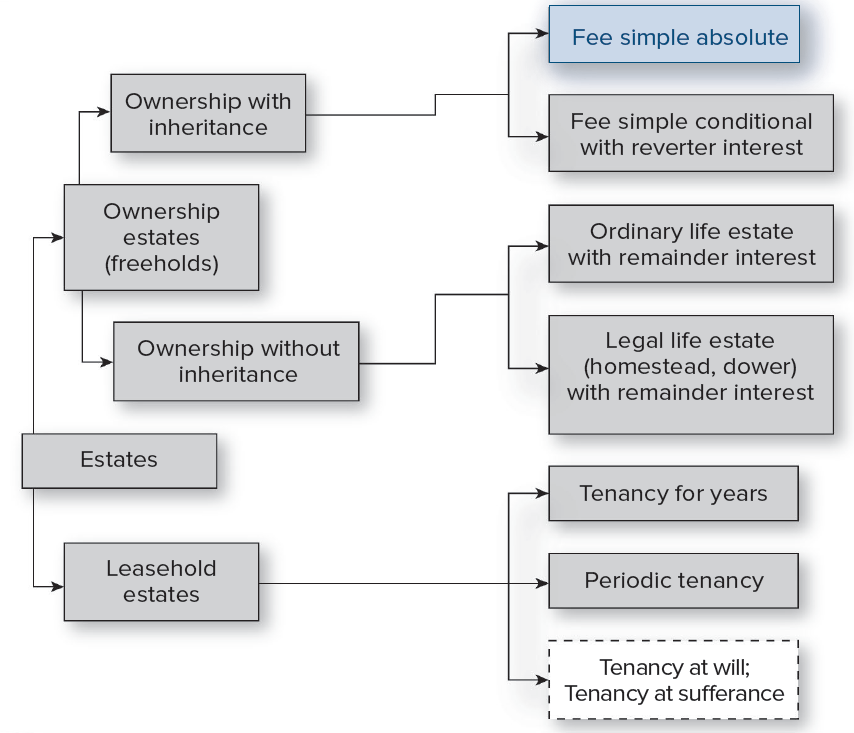 Fee simple absolute
Ownership with
inheritance
Fee simple conditional
with reverter interest
Ownership
estates
(freeholds)
Ordinary life estate
with remainder interest
Ownership without
inheritance
Legal life estate
(homestead, dower)
with remainder interest
Estates
Tenancy for years
Leasehold
estates
Periodic tenancy
Tenancy at will;
Tenancy at sufferance